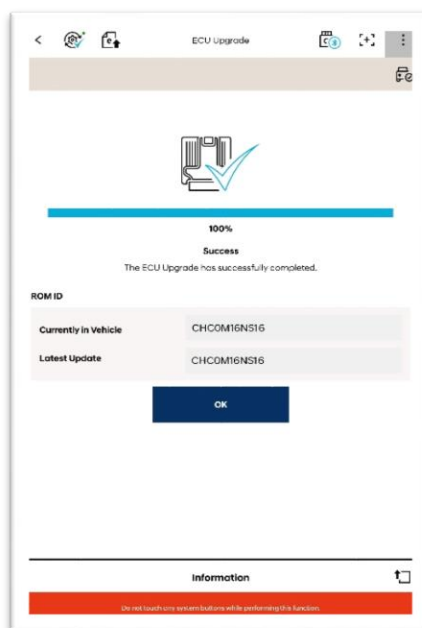 ECU Upgrade
100%
Success
The ECU Upgrade has successfully completed.
ROM ID
Currently in Vehicle CHC0M16NS16
Latest Update CHC0M16NS16
OK
Information
Do not touch any system buttons while performing this function.